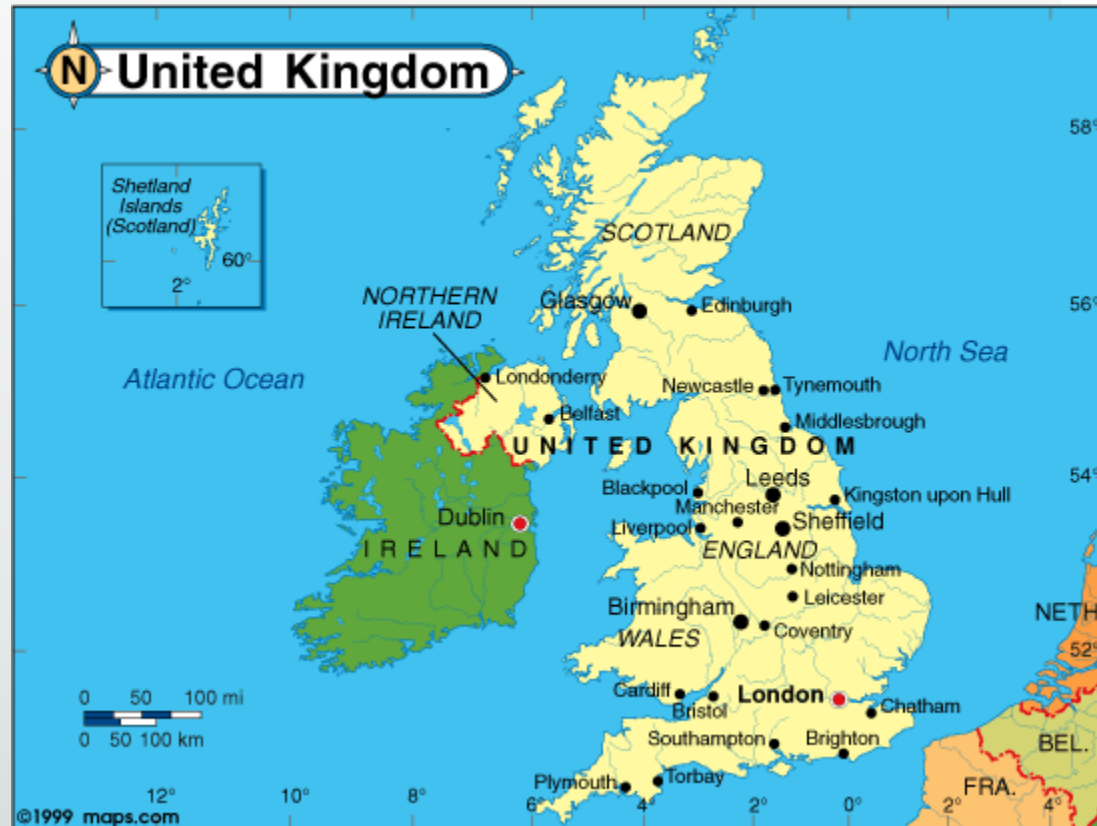 N United Kingdom
58°
Shetland
Islands
(Scotland)
60°
2°
SCOTLAND
NORTHERN
IRELAND
Glasgow
Edinburgh
56°
Atlantic Ocean
North Sea
Londonderry
Newcastle
Tynemouth
Belfast
Middlesbrough
UNITED KINGDOM
54°
Blackpool
Leeds
Kingston upon Hull
Manchester
Liverpool
Sheffield
Dublin
IRELAND
ENGLAND
Nottingham
Leicester
Birmingham
Coventry
WALES
NETH
52°
Cardiff
Bristol
London
Chatham
0 50 100 mi
0 50 100 km
Southampton
Brighton
BEL.
Plymouth
Torbay
FRA.
12°
10°
8°
6°
4°
2°
0°
2°
4°
©1999 maps.com